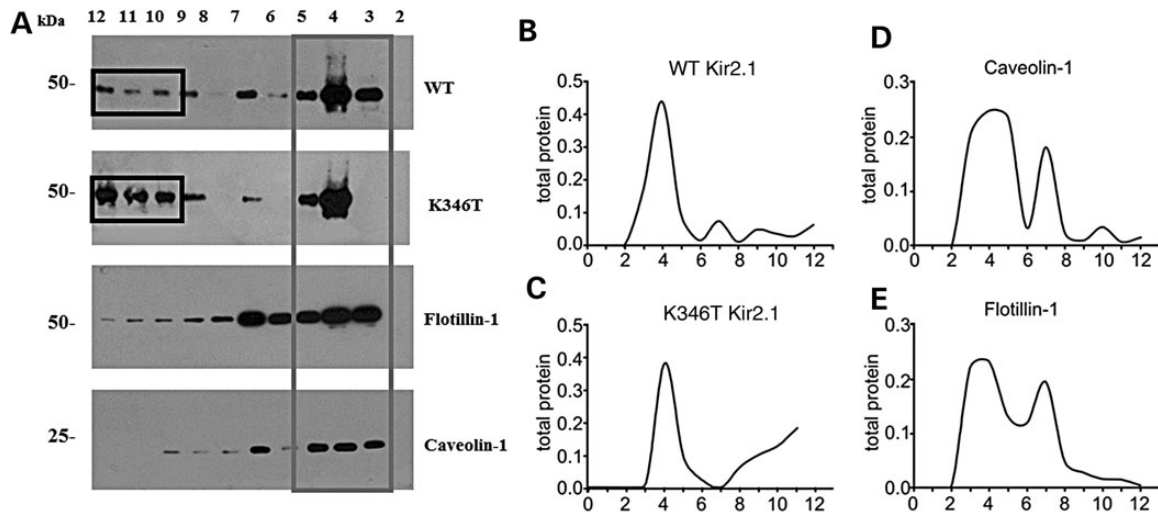 A
kDa
12 11 10 9 8 7 6 5 4 3 2
50-
WT
50-
K346T
50-
Flotillin-1
25-
Caveolin-1
B
WT Kir2.1
total protein
0.5
0.4
0.3
0.2
0.1
0.0
0 2 4 6 8 10 12
C
K346T Kir2.1
total protein
0.5
0.4
0.3
0.2
0.1
0.0
0 2 4 6 8 10 12
D
Caveolin-1
total protein
0.3
0.2
0.1
0.0
0 2 4 6 8 10 12
E
Flotillin-1
total protein
0.3
0.2
0.1
0.0
0 2 4 6 8 10 12